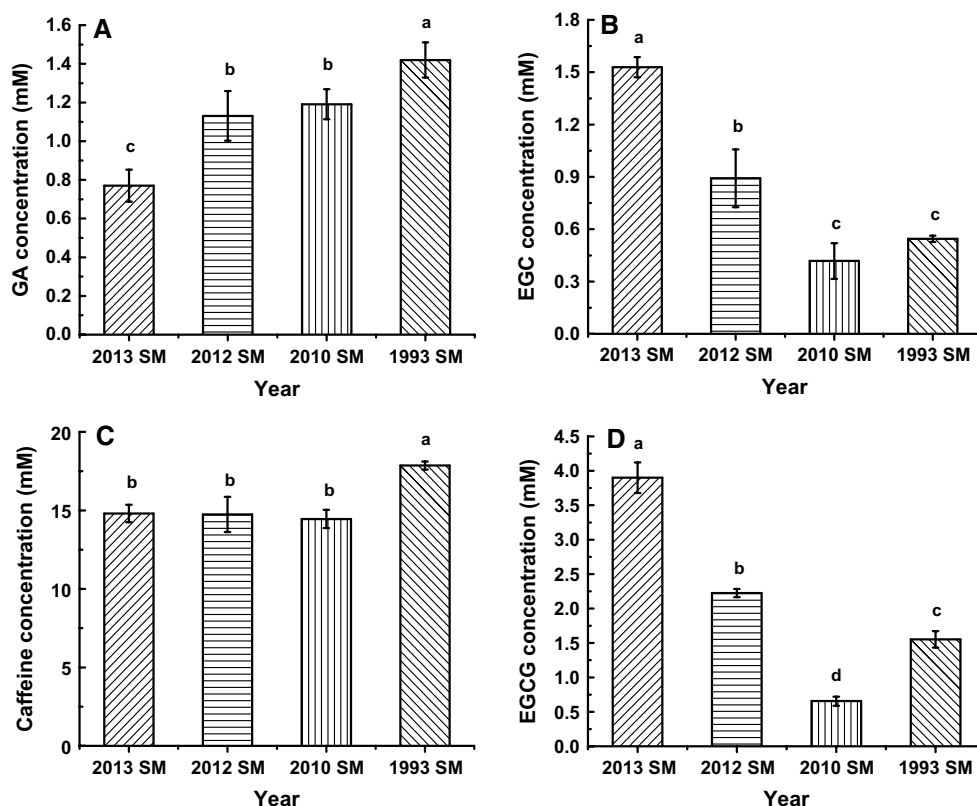 A
GA concentration (mM)
1.6
1.4
1.2
1.0
0.8
0.6
0.4
0.2
0.0
c
b
b
a
2013 SM 2012 SM 2010 SM 1993 SM
Year
B
EGC concentration (mM)
1.8
1.5
1.2
0.9
0.6
0.3
0.0
a
b
c
c
2013 SM 2012 SM 2010 SM 1993 SM
Year
C
Caffeine concentration (mM)
20
15
10
5
0
b
b
b
a
2013 SM 2012 SM 2010 SM 1993 SM
Year
D
EGCG concentration (mM)
4.5
4.0
3.5
3.0
2.5
2.0
1.5
1.0
0.5
0.0
a
b
d
c
2013 SM 2012 SM 2010 SM 1993 SM
Year